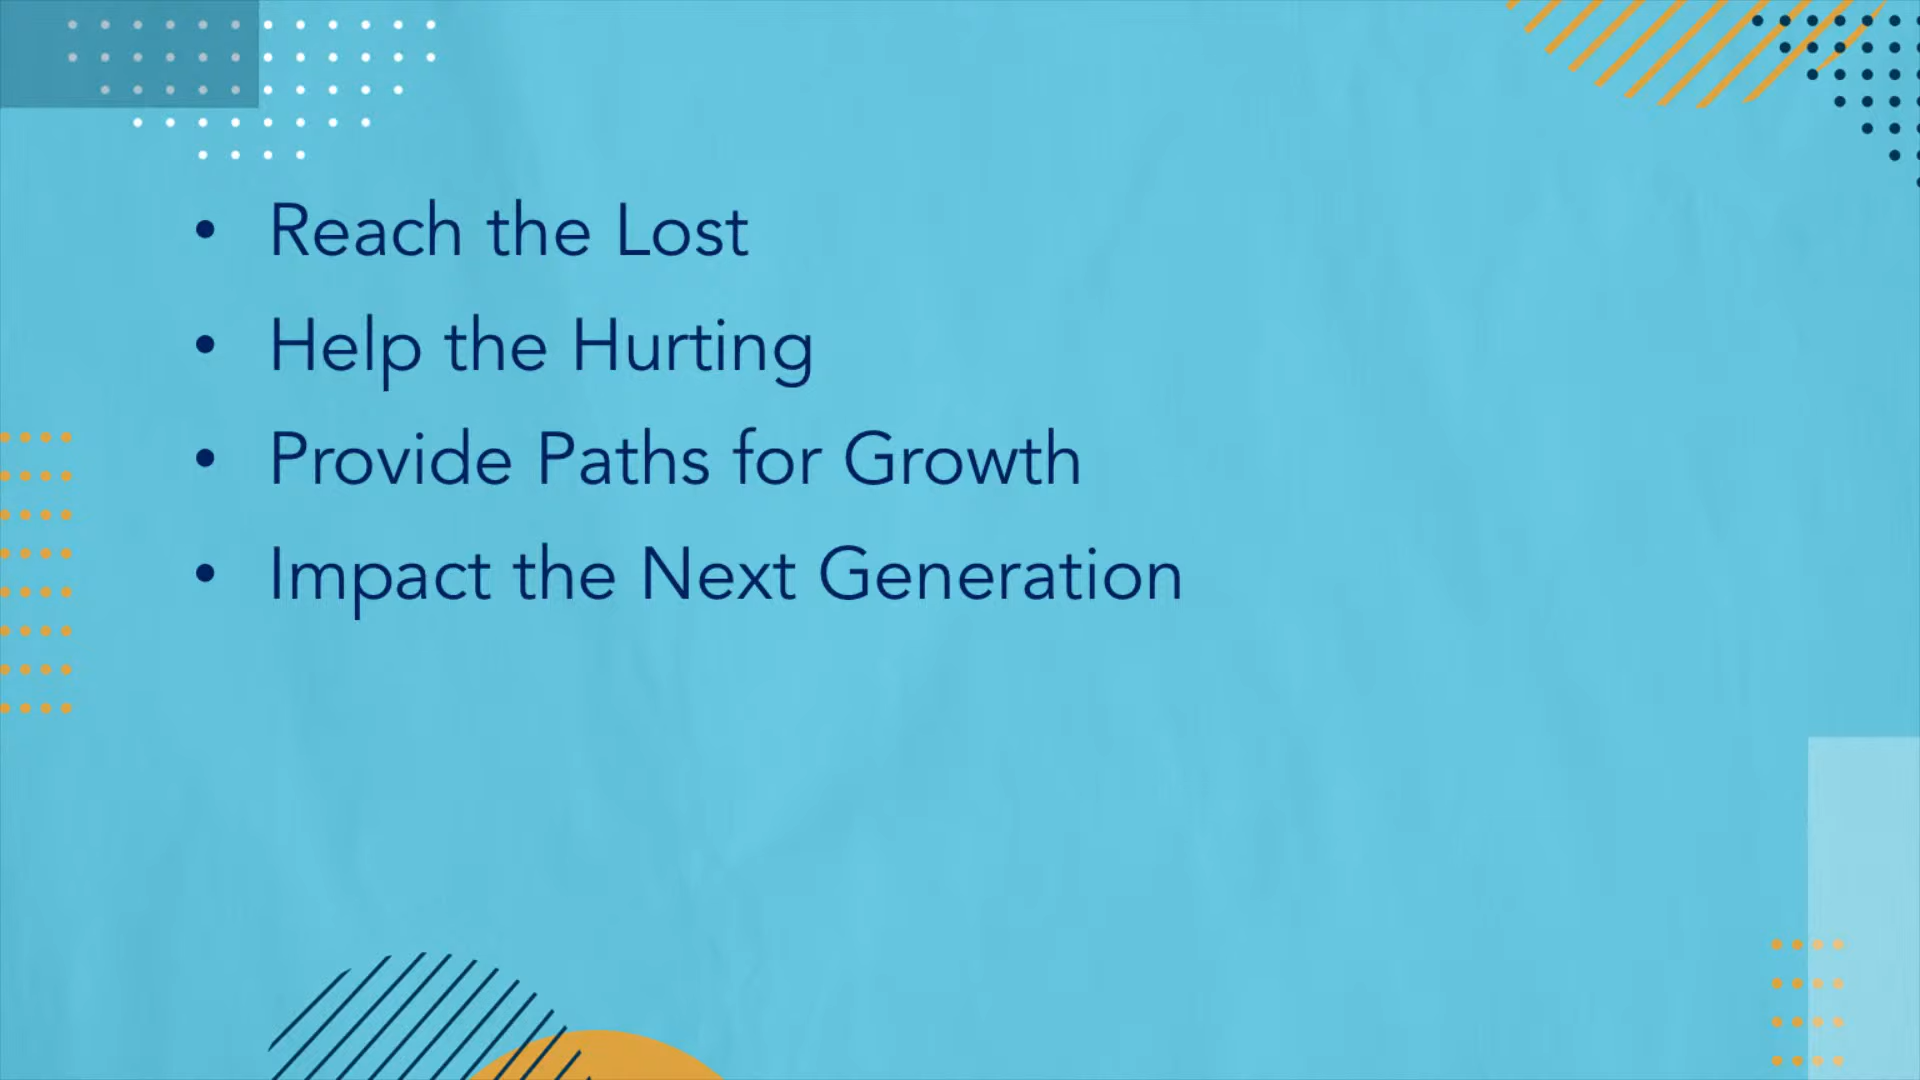 • Reach the Lost
• Help the Hurting
• Provide Paths for Growth
• Impact the Next Generation